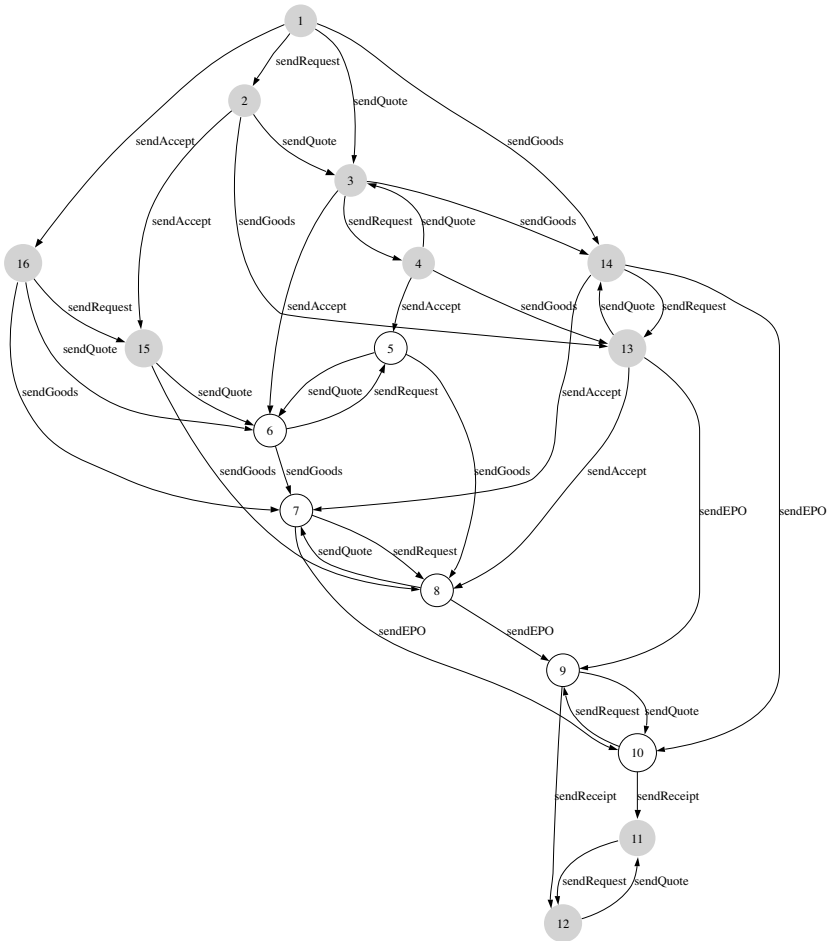 1
sendRequest
2
sendQuote
sendAccept
sendQuote
sendGoods
3
sendAccept
sendGoods
sendRequest
sendQuote
sendGoods
16
4
14
sendRequest
sendAccept
sendAccept
sendGoods
sendQuote
sendRequest
sendQuote
15
5
13
sendGoods
sendQuote
sendQuote
sendRequest
sendAccept
6
sendGoods
sendGoods
sendGoods
sendAccept
7
sendEPO
sendEPO
sendQuote
sendRequest
8
sendEPO
sendEPO
9
sendRequest
sendQuote
10
sendReceipt
sendReceipt
11
sendRequest
sendQuote
12